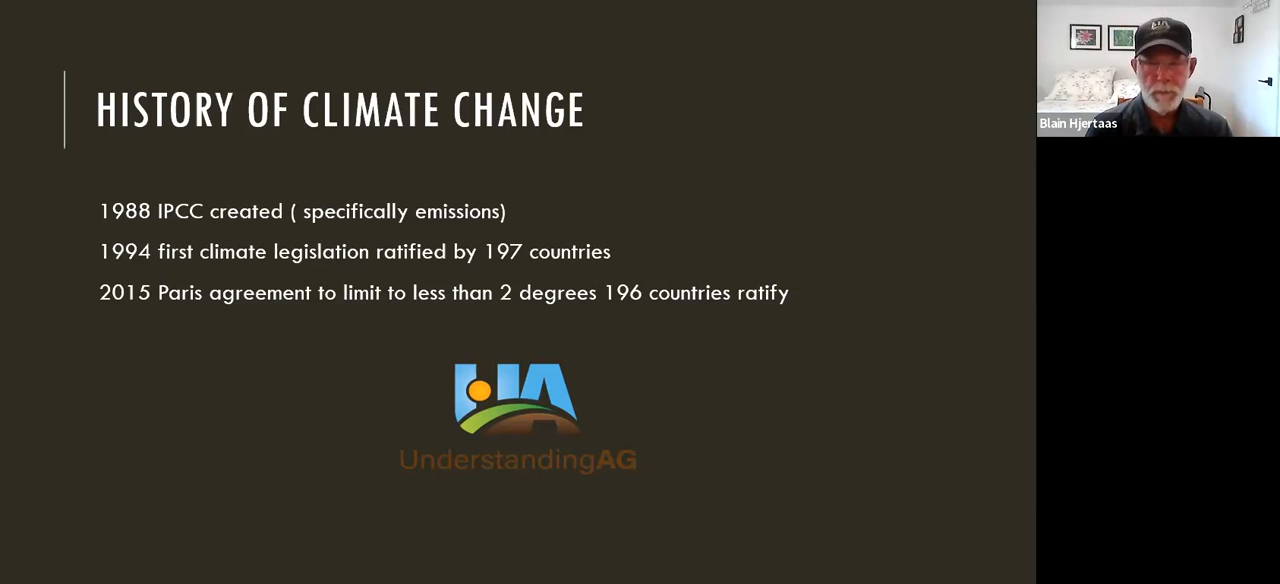 HISTORY OF CLIMATE CHANGE
1988 IPCC created ( specifically emissions)
1994 first climate legislation ratified by 197 countries
2015 Paris agreement to limit to less than 2 degrees 196 countries ratify
UA
UnderstandingAG
Blain Hjertaas